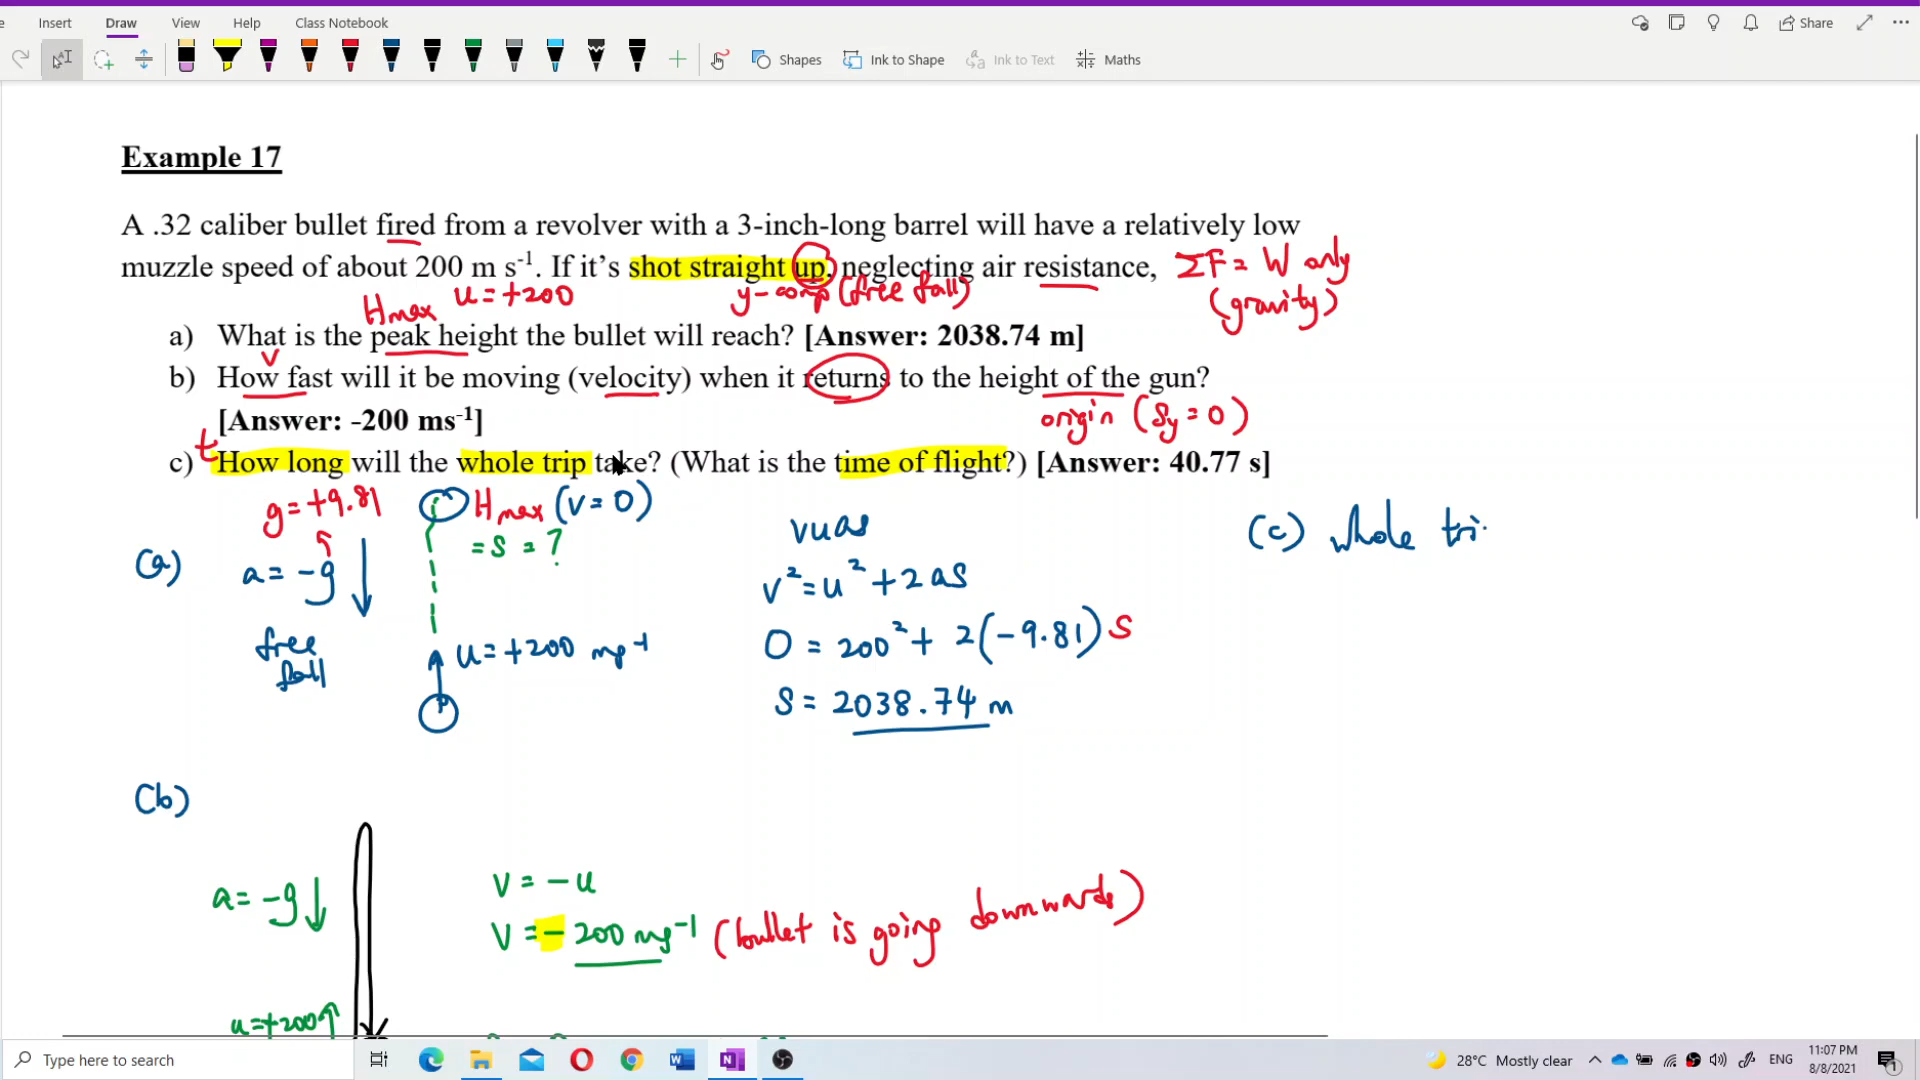 Insert Draw View Help Class Notebook Share
Shapes Ink to Shape Ink to Text Maths
Example 17
A .32 caliber bullet fired from a revolver with a 3-inch-long barrel will have a relatively low
muzzle speed of about 200 m s⁻¹. If it’s shot straight up, neglecting air resistance, ΣF = W only
Hmax u = +200 y-comp (free fall) (gravity)
a) What is the peak height the bullet will reach? [Answer: 2038.74 m]
v
b) How fast will it be moving (velocity) when it returns to the height of the gun?
[Answer: -200 ms⁻¹] origin (Sy = 0)
t
c) How long will the whole trip take? (What is the time of flight?) [Answer: 40.77 s]
g = +9.81 Hmax (v = 0) vuas (c) whole tri
= s = ?
(a) a = -g v² = u² + 2as
free u = +200 ms⁻¹ 0 = 200² + 2(-9.81)s
fall
s = 2038.74 m
(b)
a = -g v = -u
v = - 200 ms⁻¹ (bullet is going downwards)
u = +200
Type here to search 28°C Mostly clear ENG 11:07 PM
8/8/2021
1